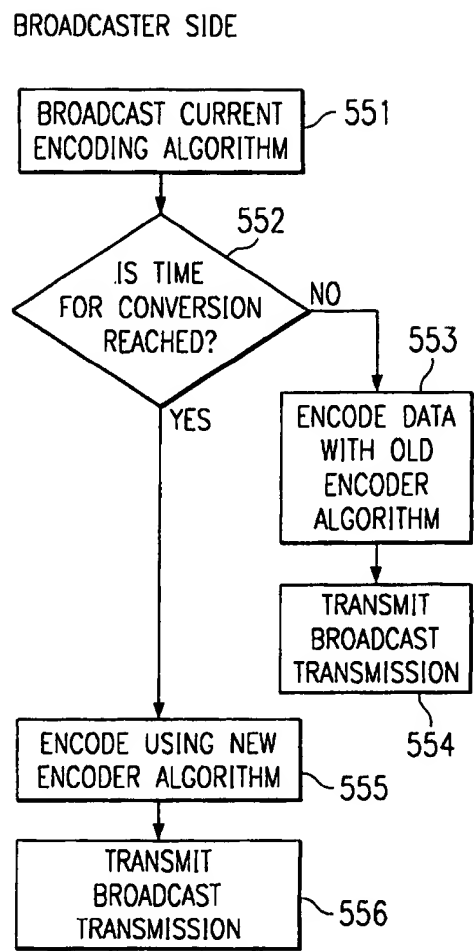 BROADCASTER SIDE
BROADCAST CURRENT
ENCODING ALGORITHM
551
552
IS TIME
FOR CONVERSION
REACHED?
NO
YES
553
ENCODE DATA
WITH OLD
ENCODER
ALGORITHM
TRANSMIT
BROADCAST
TRANSMISSION
554
ENCODE USING NEW
ENCODER ALGORITHM
555
TRANSMIT
BROADCAST
TRANSMISSION
556